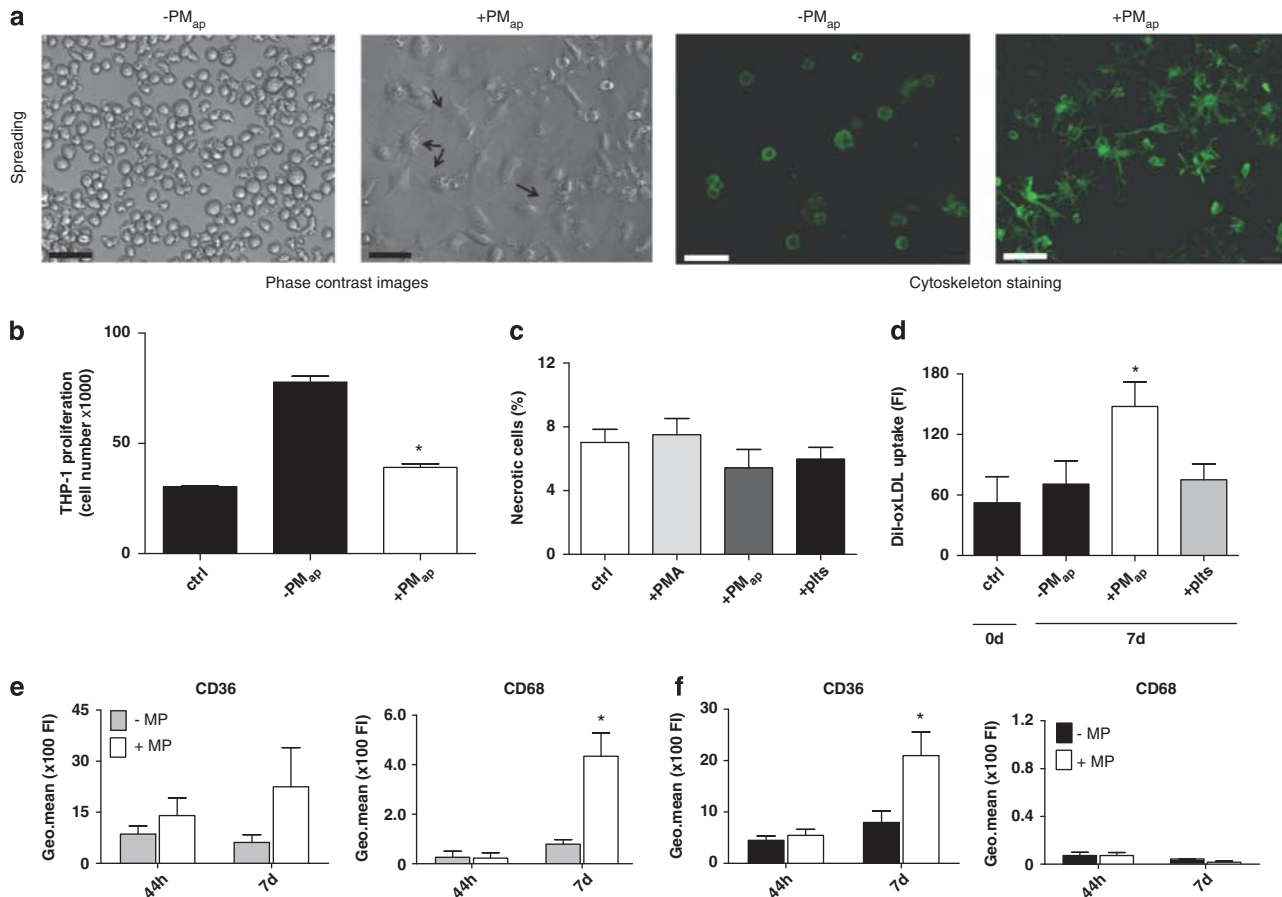 a
-PMap
+PMap
-PMap
+PMap
Spreading
Phase contrast images
Cytoskeleton staining
b
THP-1 proliferation
(cell number x1000)
100
50
0
*
ctrl
-PMap
+PMap
c
Necrotic cells (%)
12
8
4
0
ctrl
+PMA
+PMap
+plts
d
Dil-oxLDL uptake (FI)
180
120
60
0
*
ctrl
-PMap
+PMap
+plts
0d
7d
e
CD36
Geo.mean (x100 FI)
45
30
15
0
- MP
+ MP
44h
7d
CD68
Geo.mean (x100 FI)
6.0
4.0
2.0
0
*
44h
7d
f
CD36
Geo.mean (x100 FI)
30
20
10
0
*
44h
7d
CD68
Geo.mean (x100 FI)
1.2
0.8
0.4
0
- MP
+ MP
44h
7d